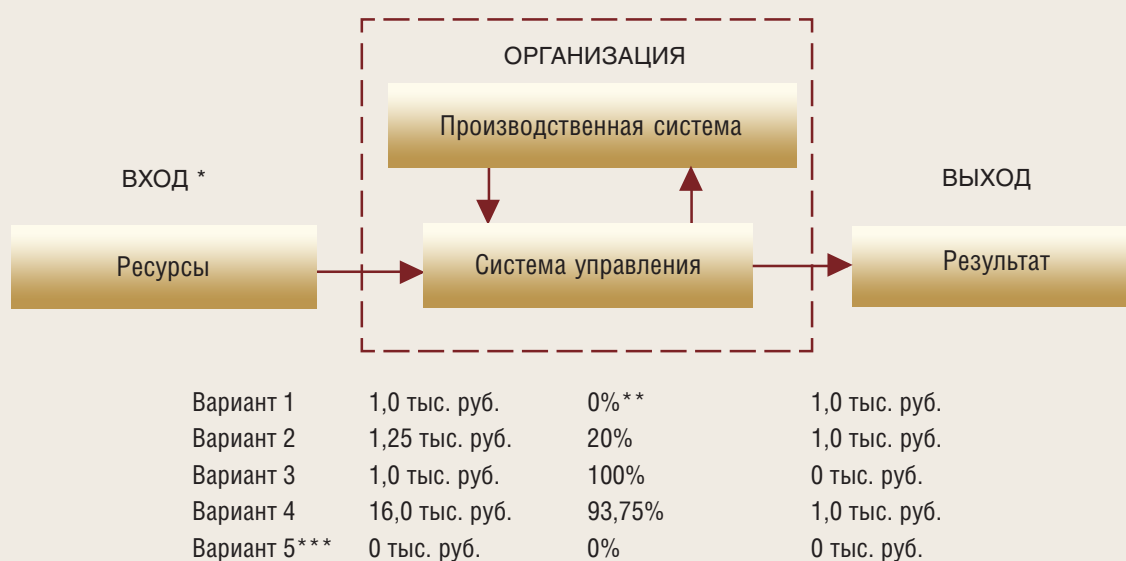 ОРГАНИЗАЦИЯ
Производственная система
ВХОД *
ВЫХОД
Ресурсы
Система управления
Результат
Вариант 1 1,0 тыс. руб. 0%** 1,0 тыс. руб.
Вариант 2 1,25 тыс. руб. 20% 1,0 тыс. руб.
Вариант 3 1,0 тыс. руб. 100% 0 тыс. руб.
Вариант 4 16,0 тыс. руб. 93,75% 1,0 тыс. руб.
Вариант 5*** 0 тыс. руб. 0% 0 тыс. руб.